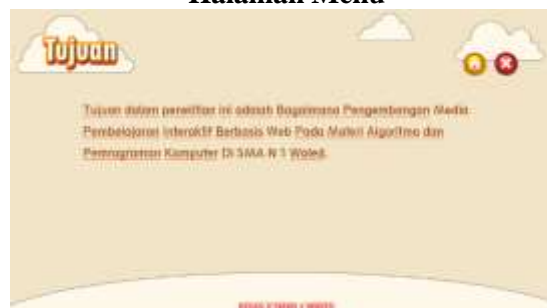 Halaman Menu
Tujuan
Tujuan dalam penelitian ini adalah Bagaimana Pengembangan Media
Pembelajaran Interaktif Berbasis Web Pada Materi Algoritma dan
Pemrograman Komputer Di SMA N 1 Waled.